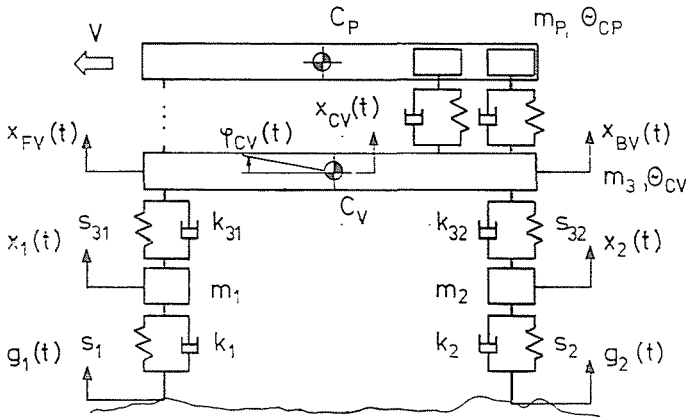 C_P
m_P, Θ_CP
V
x_CV(t)
x_FV(t)
φ_CV(t)
x_BV(t)
m_3, Θ_CV
C_V
s_31
k_31
k_32
s_32
x_1(t)
x_2(t)
m_1
m_2
g_1(t)
s_1
k_1
k_2
s_2
g_2(t)